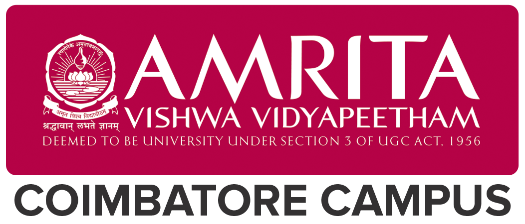 AMRITA
VISHWA VIDYAPEETHAM
श्रद्धावान् लभते ज्ञानम्
DEEMED TO BE UNIVERSITY UNDER SECTION 3 OF UGC ACT, 1956
COIMBATORE CAMPUS